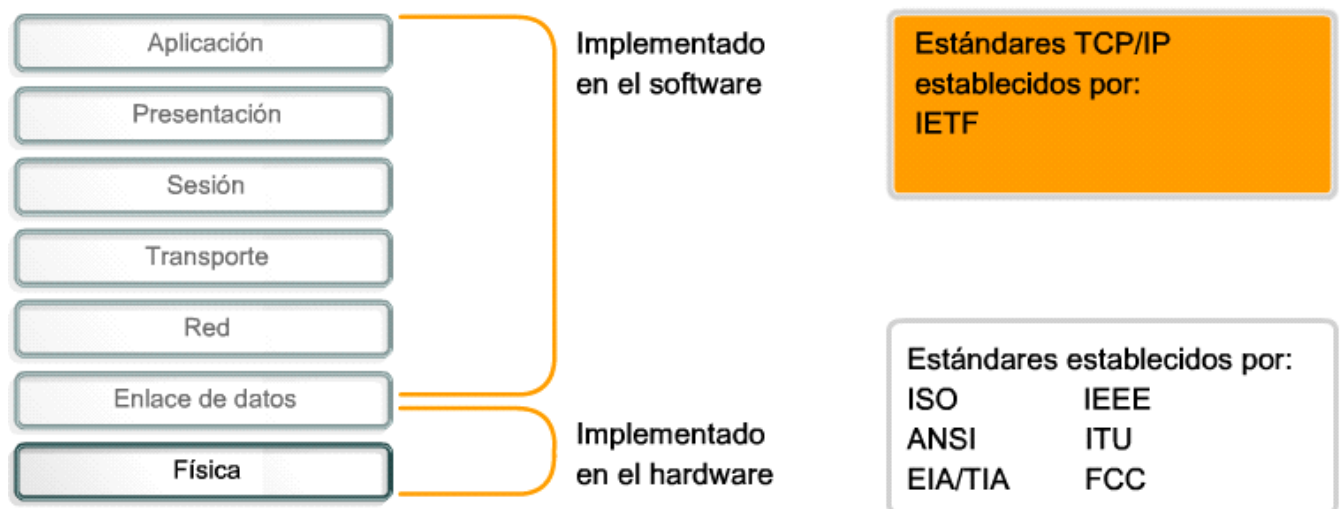 Aplicación
Presentación
Sesión
Transporte
Red
Enlace de datos
Física
Implementado
en el software
Implementado
en el hardware
Estándares TCP/IP
establecidos por:
IETF
Estándares establecidos por:
ISO IEEE
ANSI ITU
EIA/TIA FCC